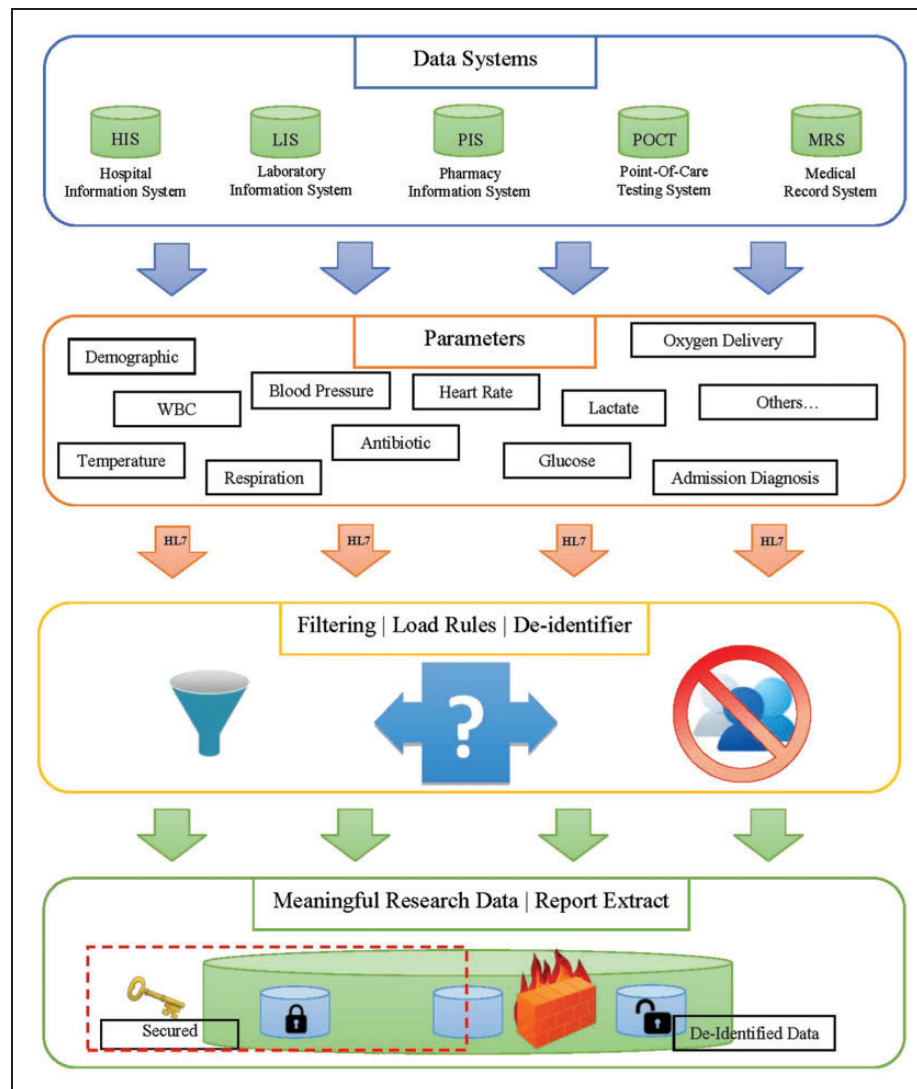 Data Systems
HIS
Hospital
Information System
LIS
Laboratory
Information System
PIS
Pharmacy
Information System
POCT
Point-Of-Care
Testing System
MRS
Medical
Record System
Parameters
Demographic
Oxygen Delivery
Blood Pressure
Heart Rate
WBC
Lactate
Others…
Antibiotic
Temperature
Respiration
Glucose
Admission Diagnosis
HL7
HL7
HL7
HL7
Filtering | Load Rules | De-identifier
?
Meaningful Research Data | Report Extract
Secured
De-Identified Data